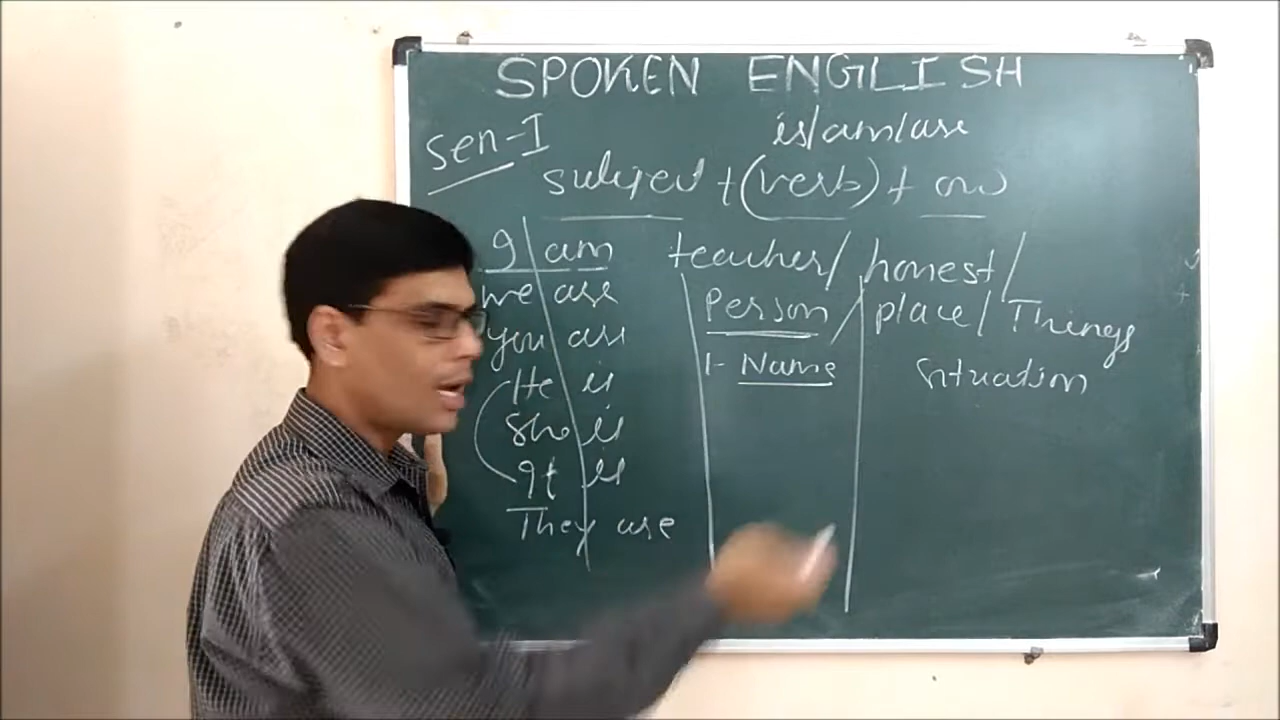 SPOKEN ENGLISH
Sen-I is/am/are
subject + (verb) +
I am teacher/ honest/
we are Person / place/ Things
you are 1- Name Situation
He is
She is
It is
They are